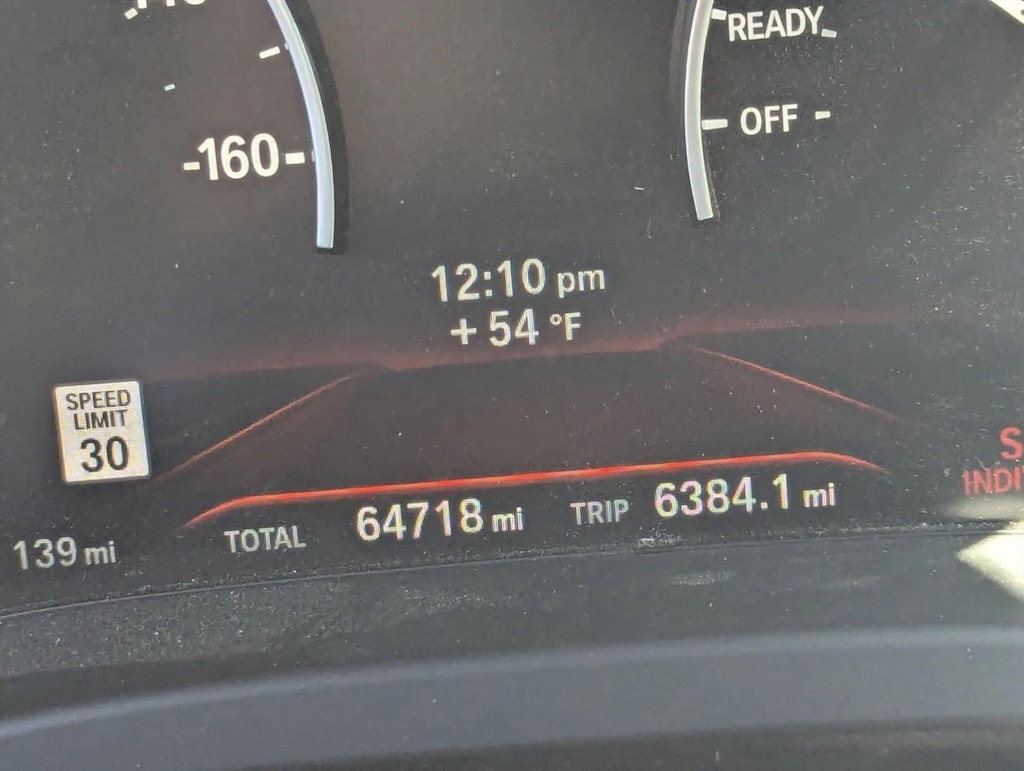 READY
-160-
OFF -
12:10 pm
+ 54 °F
SPEED
LIMIT
30
139 mi
TOTAL 64718 mi TRIP 6384.1 mi